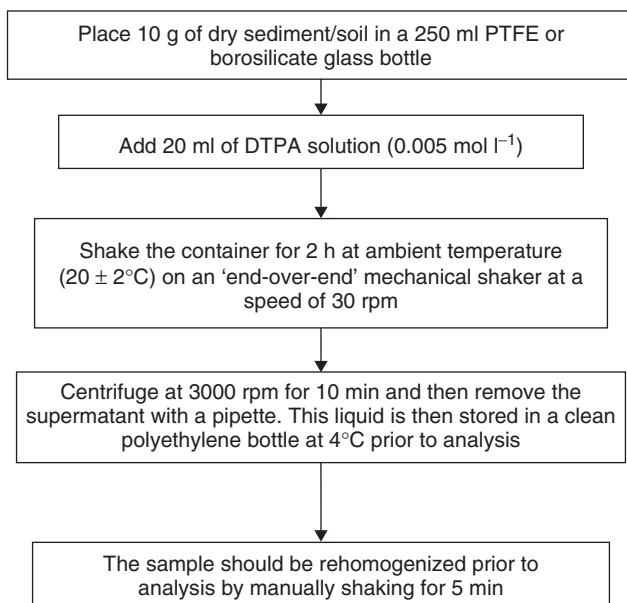 Place 10 g of dry sediment/soil in a 250 ml PTFE or
borosilicate glass bottle
Add 20 ml of DTPA solution (0.005 mol l⁻¹)
Shake the container for 2 h at ambient temperature
(20 ± 2°C) on an ‘end-over-end’ mechanical shaker at a
speed of 30 rpm
Centrifuge at 3000 rpm for 10 min and then remove the
supermatant with a pipette. This liquid is then stored in a clean
polyethylene bottle at 4°C prior to analysis
The sample should be rehomogenized prior to
analysis by manually shaking for 5 min